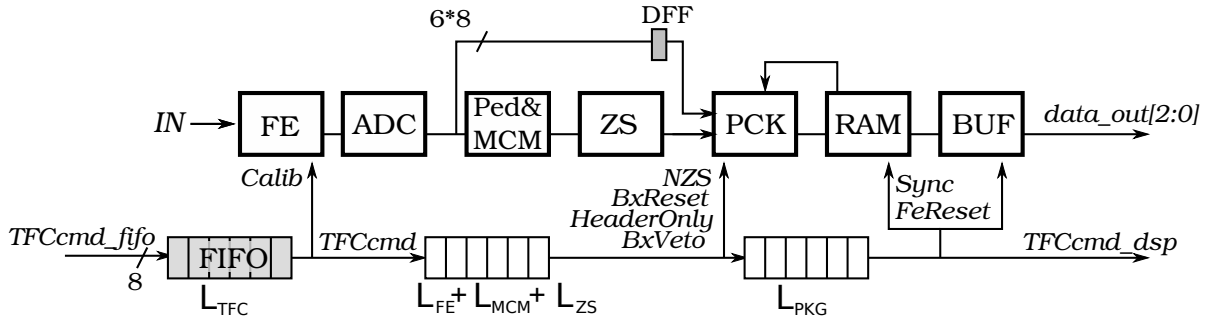 DFF
6*8
IN
FE
ADC
Ped&
MCM
ZS
PCK
RAM
BUF
data_out[2:0]
Calib
NZS
BxReset
HeaderOnly
BxVeto
Sync
FeReset
TFCcmd_fifo
8
FIFO
TFCcmd
TFCcmd_dsp
LTFC
LFE+ LMCM+ LZS
LPKG